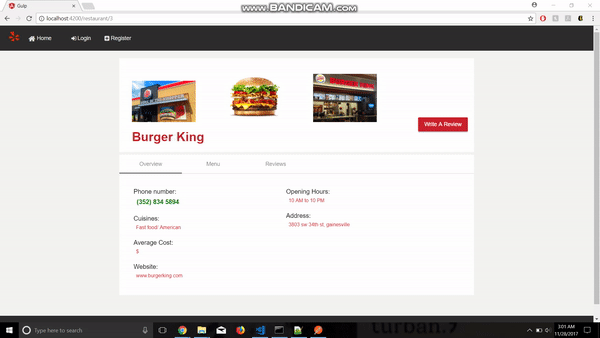 www.BANDICAM.com
Gulp
localhost:4200/restaurant/3
Home
Login
Register
Burger King
Write A Review
Overview
Menu
Reviews
Phone number:
(352) 834 5894
Opening Hours:
10 AM to 10 PM
Cuisines:
Fast food: American
Address:
3803 sw 34th st, gainesville
Average Cost:
$
Website:
www.burgerking.com
Type here to search
turban.
3:01 AM
11/28/2017